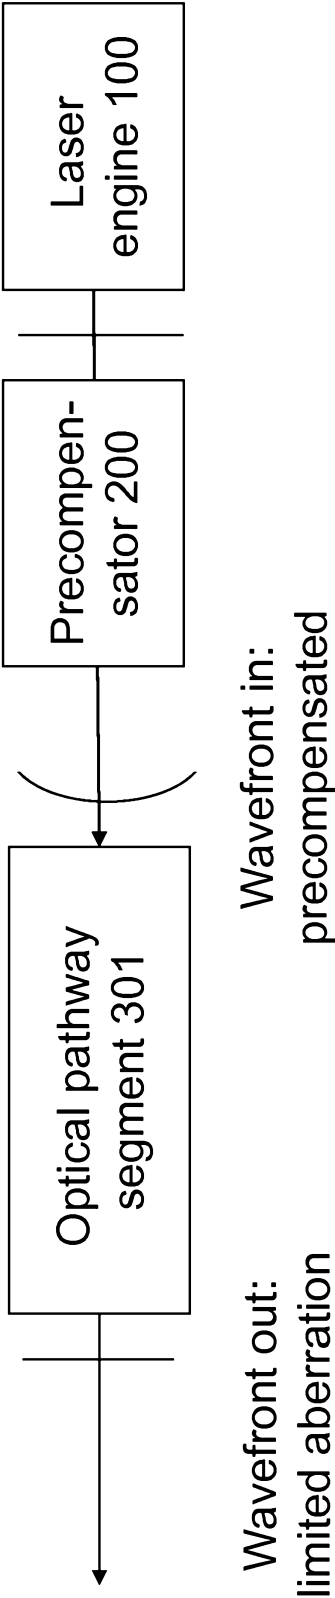 Laser
engine 100
Precompen-
sator 200
Optical pathway
segment 301
Wavefront in:
precompensated
Wavefront out:
limited aberration